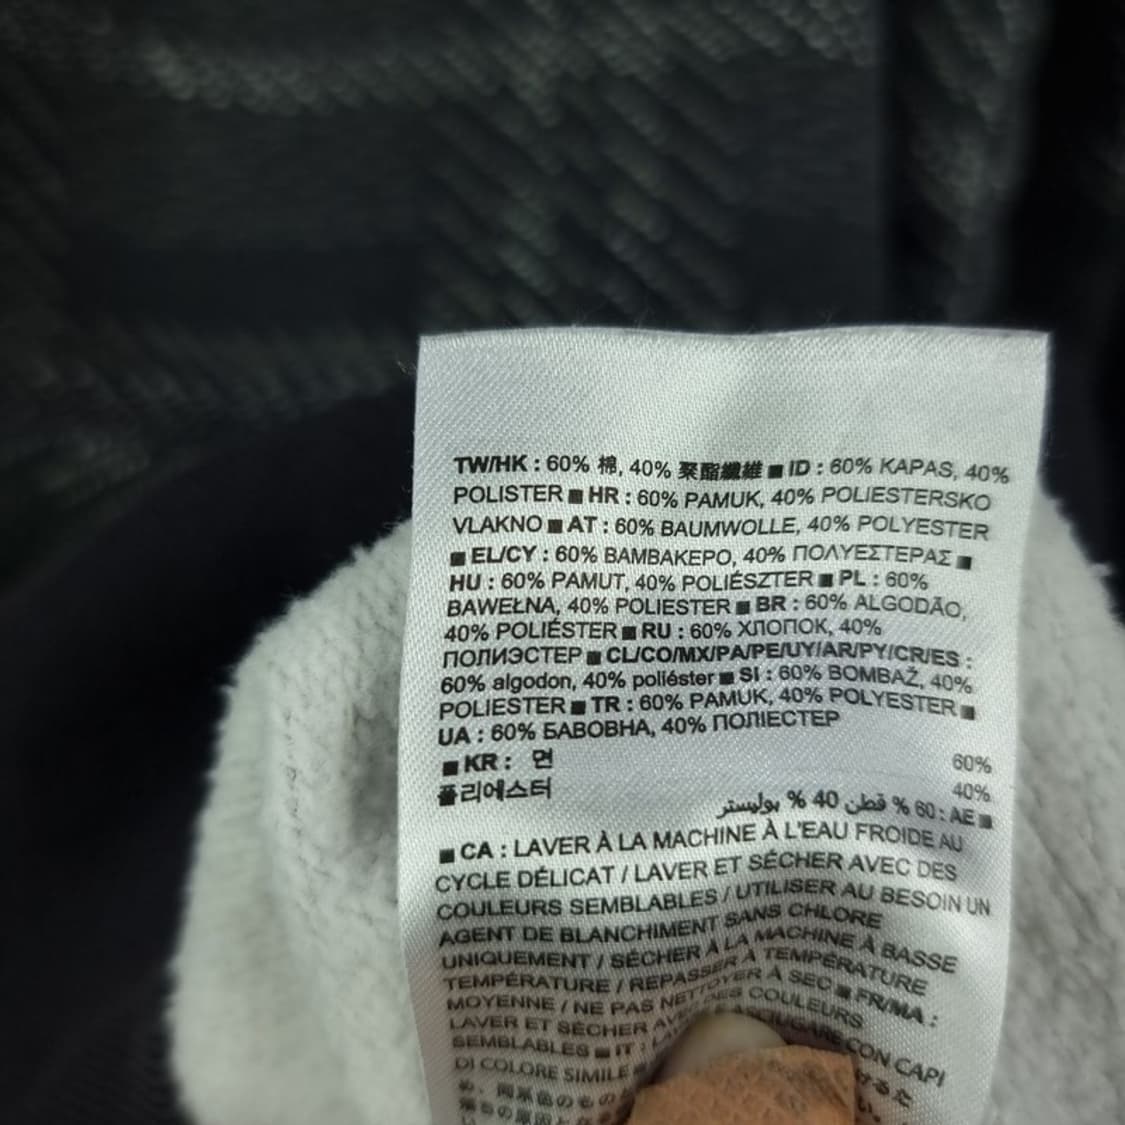 TW/HK : 60% 棉, 40% 聚酯纖維 ■ ID : 60% KAPAS, 40%
POLISTER ■ HR : 60% PAMUK, 40% POLIESTERSKO
VLAKNO ■ AT : 60% BAUMWOLLE, 40% POLYESTER
■ EL/CY : 60% ΒΑΜΒΑΚΕΡΟ, 40% ΠΟΛΥΕΣΤΕΡΑΣ ■
HU : 60% PAMUT, 40% POLIÉSZTER ■ PL : 60%
BAWEŁNA, 40% POLIESTER ■ BR : 60% ALGODÃO,
40% POLIÉSTER ■ RU : 60% ХЛОПОК, 40%
ПОЛИЭСТЕР ■ CL/CO/MX/PA/PE/UY/AR/PY/CR/ES :
60% algodon, 40% poliéster ■ SI : 60% BOMBAŽ, 40%
POLIESTER ■ TR : 60% PAMUK, 40% POLYESTER ■
UA : 60% БАВОВНА, 40% ПОЛІЕСТЕР
■ KR : 면 60%
폴리에스터 40%
■ AE : 60 % قطن 40 % بوليستر
■ CA : LAVER À LA MACHINE À L'EAU FROIDE AU
CYCLE DÉLICAT / LAVER ET SÉCHER AVEC DES
COULEURS SEMBLABLES / UTILISER AU BESOIN UN
AGENT DE BLANCHIMENT SANS CHLORE
UNIQUEMENT / SÉCHER À LA MACHINE À BASSE
TEMPÉRATURE / REPASSER À TEMPÉRATURE
MOYENNE / NE PAS NETTOYER À SEC ■ FR/MA :
LAVER ET SÉCHER DES COULEURS
SEMBLABLES ■ IT : CON CAPI
DI COLORE SIMILE